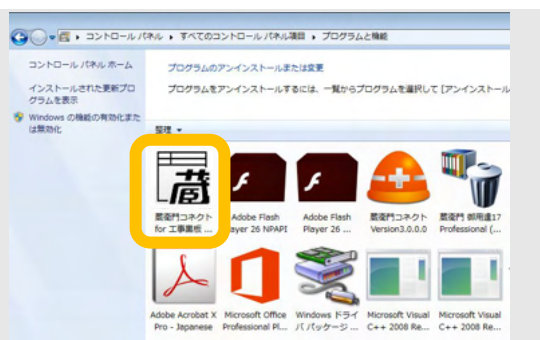 コントロール パネル ▸ すべてのコントロール パネル項目 ▸ プログラムと機能
コントロール パネル ホーム
インストールされた更新プロ
グラムを表示
Windows の機能の有効化また
は無効化
プログラムのアンインストールまたは変更
プログラムをアンインストールするには、一覧からプログラムを選択して [アンインストール
整理 ▼
蔵
蔵衛門コネクト
for 工事黒板 ...
Adobe Flash
ayer 26 NPAPI
Adobe Flash
Player 26 ...
蔵衛門コネクト
Version3.0.0.0
蔵衛門 御用達17
Professional (...
Adobe Acrobat X
Pro - Japanese
Microsoft Office
Professional Pl...
Windows ドライ
バ パッケージ ...
Microsoft Visual
C++ 2008 Re...
Microsoft Visual
C++ 2008 Re...